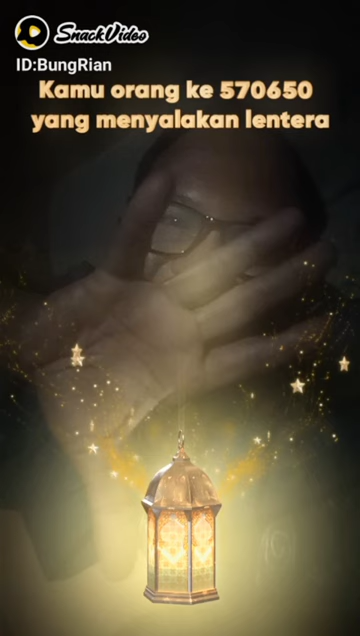 SnackVideo
ID:BungRian
Kamu orang ke 570650
yang menyalakan lentera